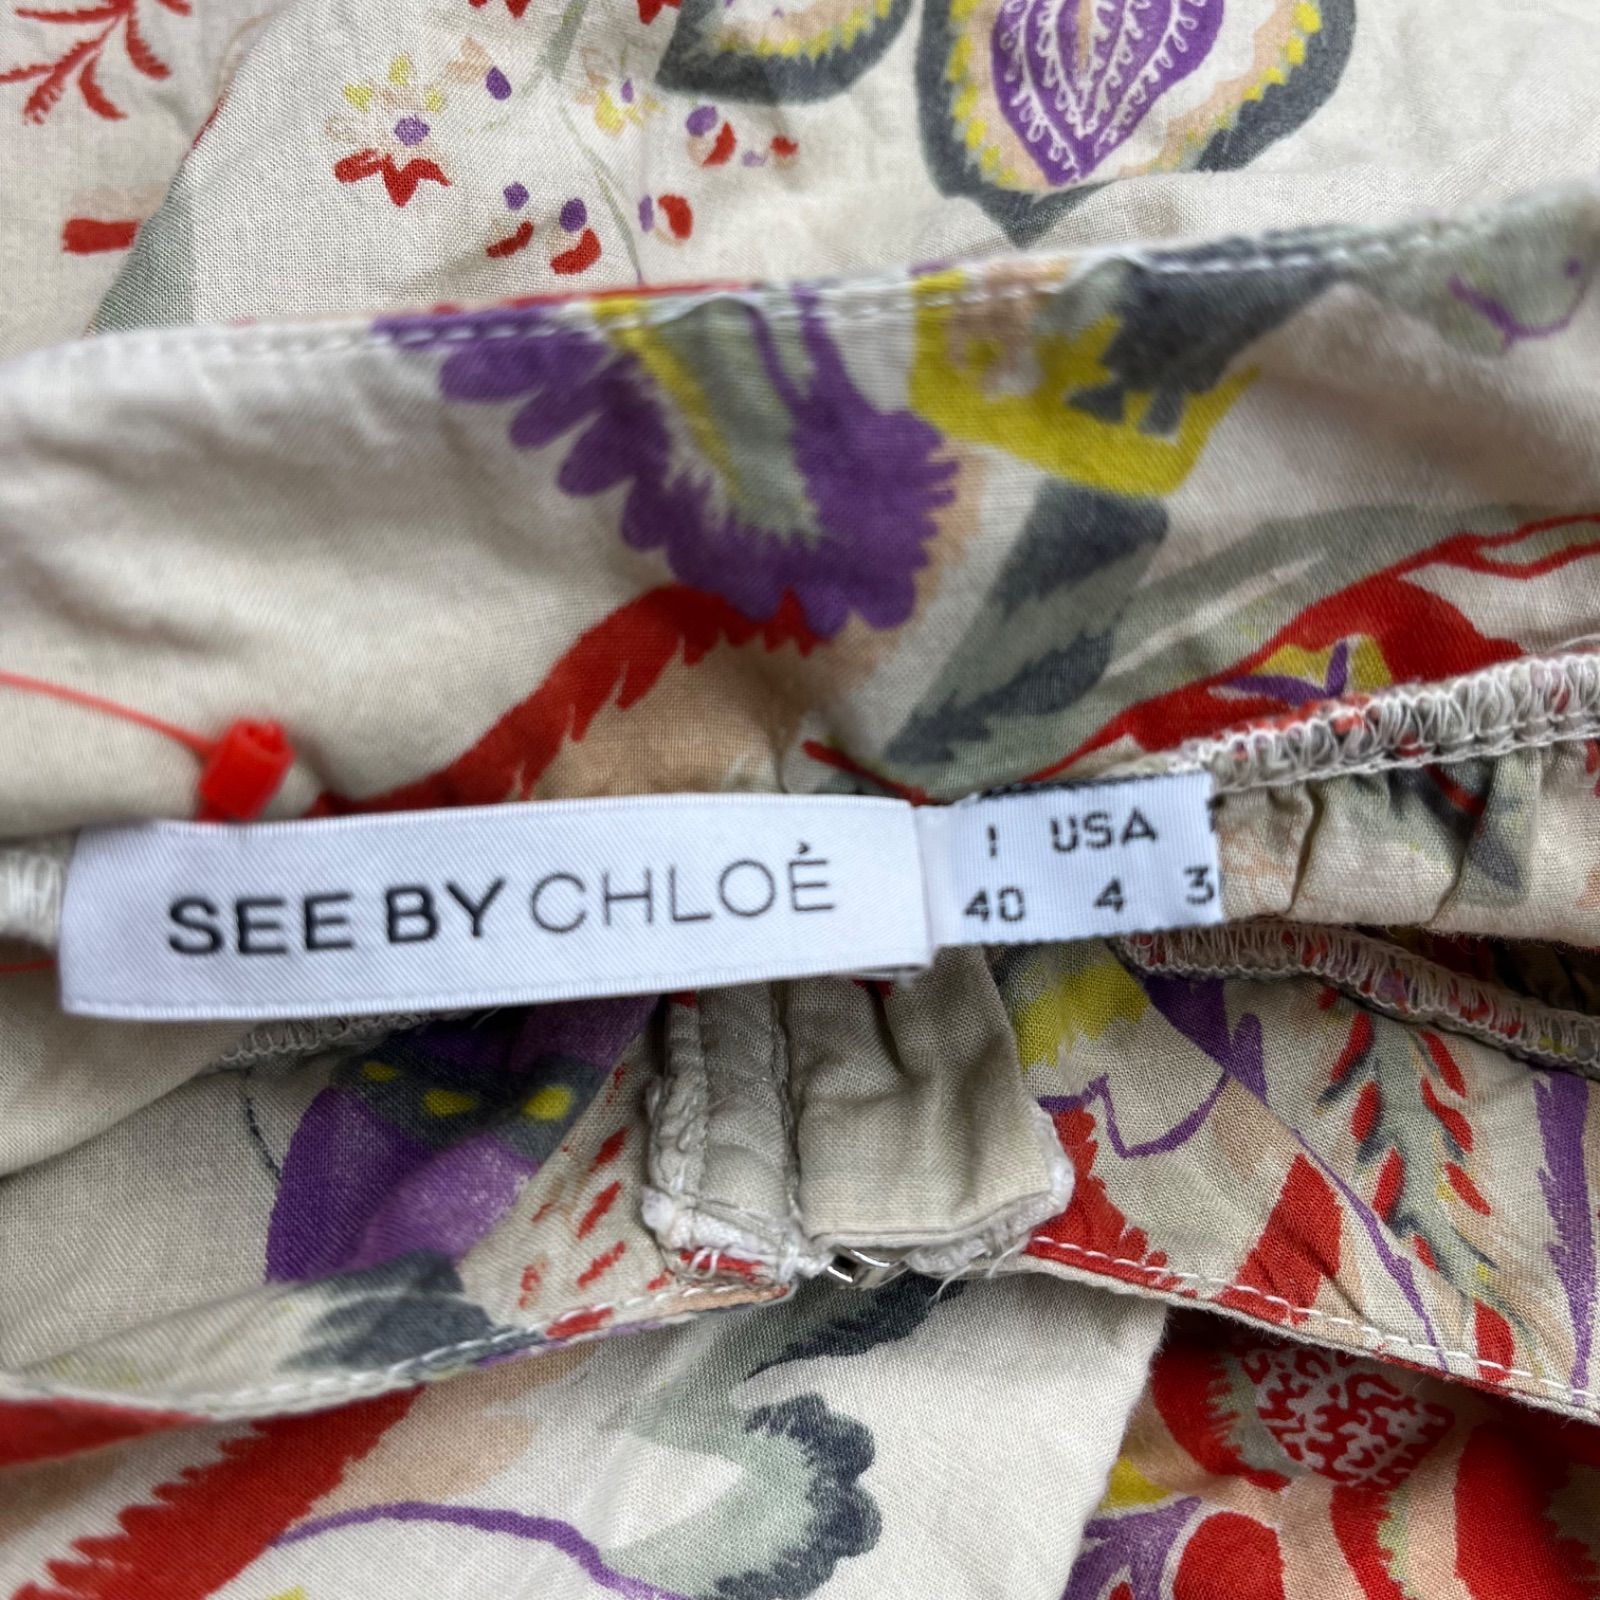 SEE BY CHLOÉ
I USA
40 4 3